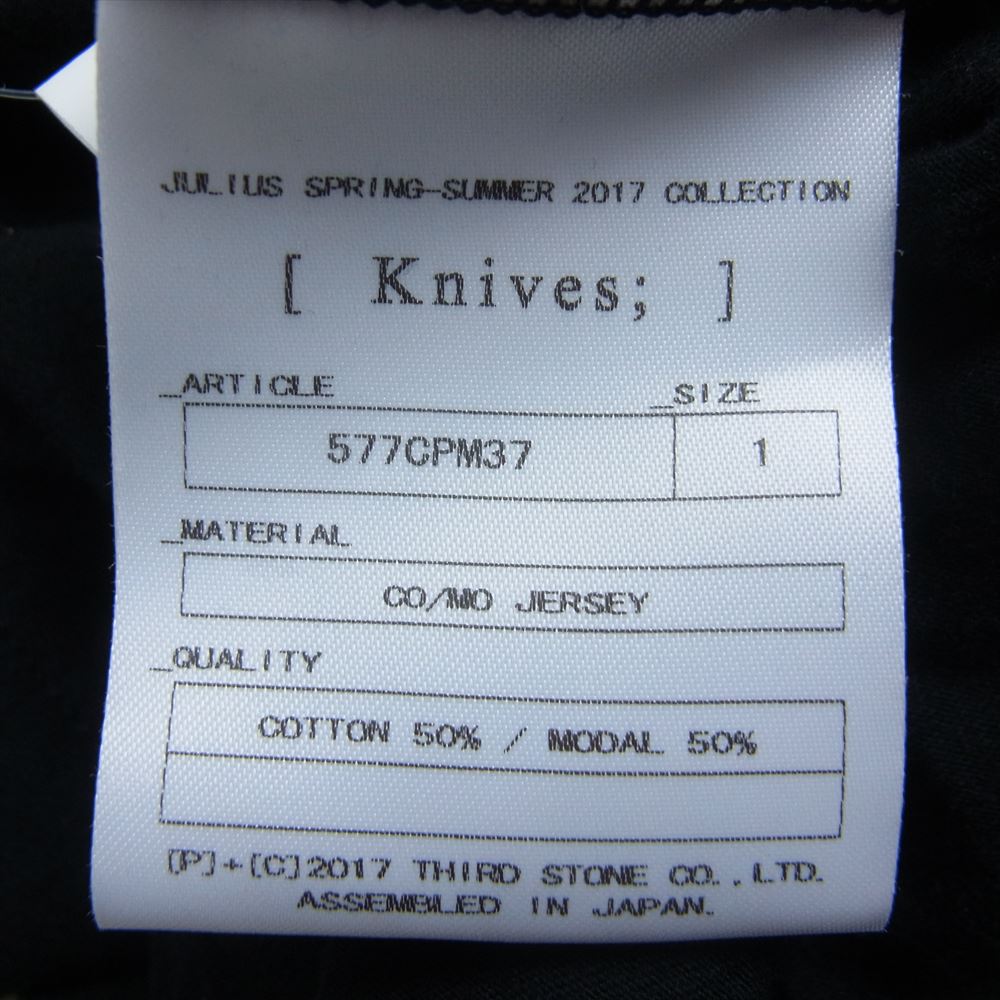 JULIUS SPRING-SUMMER 2017 COLLECTION
[ Knives; ]
_ARTICLE _SIZE
577CPM37 1
_MATERIAL
CO/MO JERSEY
_QUALITY
COTTON 50% / MODAL 50%
[P]+[C]2017 THIRD STONE CO.,LTD.
ASSEMBLED IN JAPAN.